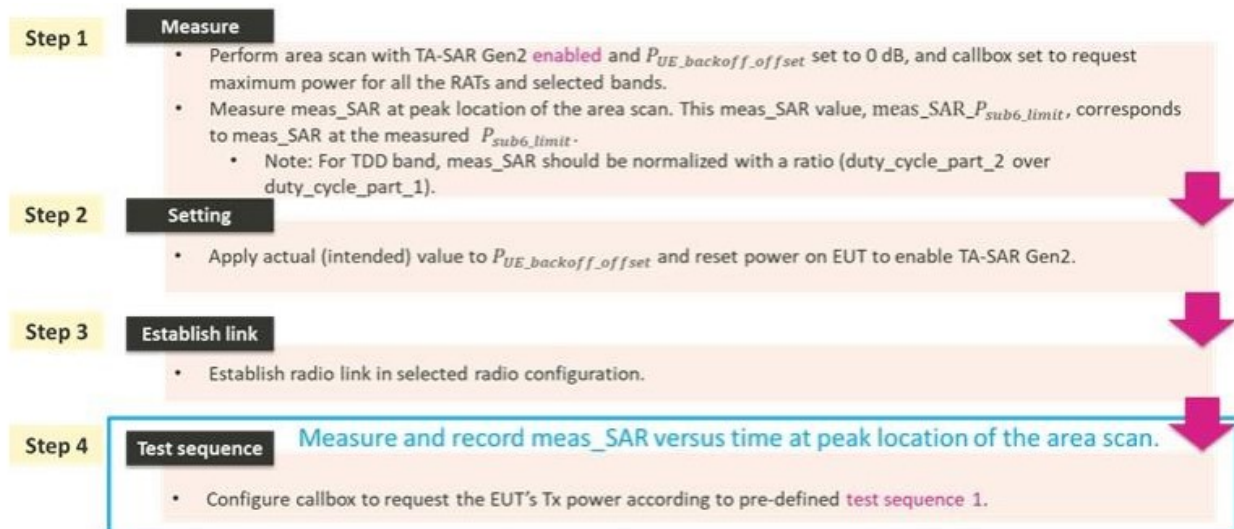 Step 1
Measure
• Perform area scan with TA-SAR Gen2 enabled and P_UE_backoff_offset set to 0 dB, and callbox set to request
maximum power for all the RATs and selected bands.
• Measure meas_SAR at peak location of the area scan. This meas_SAR value, meas_SAR_P_sub6_limit, corresponds
to meas_SAR at the measured P_sub6_limit.
• Note: For TDD band, meas_SAR should be normalized with a ratio (duty_cycle_part_2 over
duty_cycle_part_1).
Step 2
Setting
• Apply actual (intended) value to P_UE_backoff_offset and reset power on EUT to enable TA-SAR Gen2.
Step 3
Establish link
• Establish radio link in selected radio configuration.
Step 4
Test sequence
Measure and record meas_SAR versus time at peak location of the area scan.
• Configure callbox to request the EUT's Tx power according to pre-defined test sequence 1.